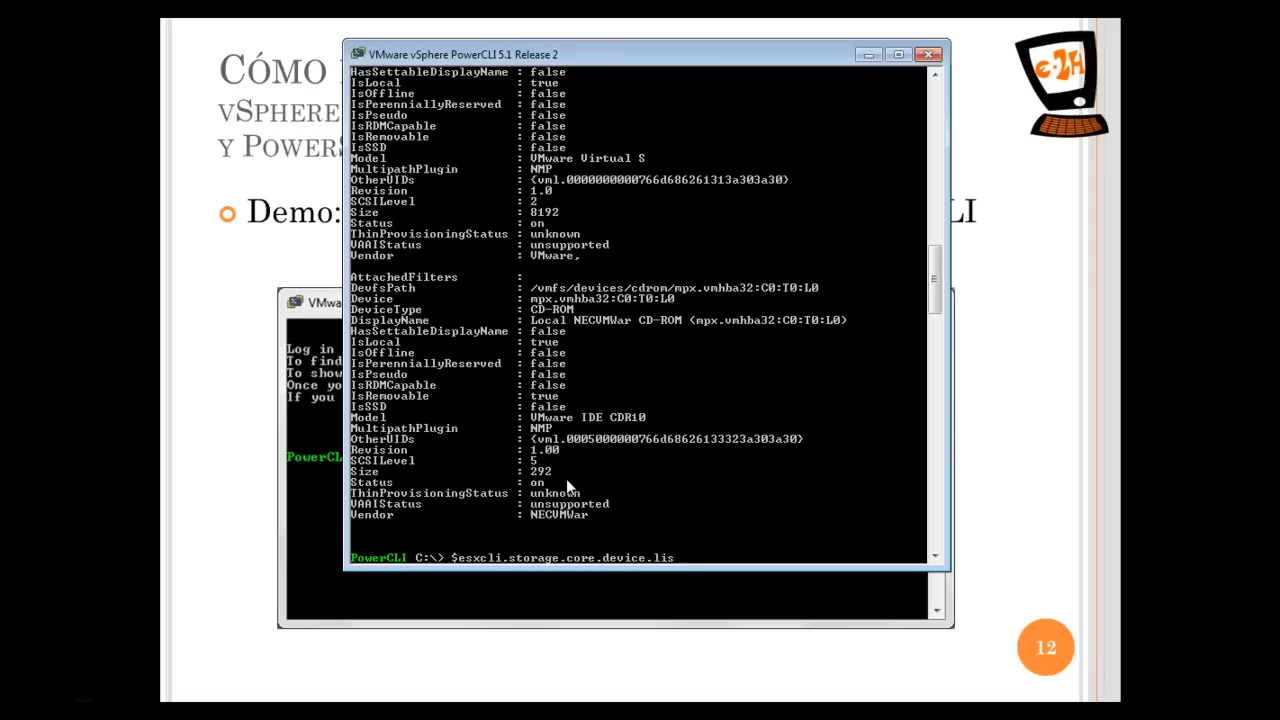 CÓMO
VSPHERE
Y POWERS
Demo:
LI
e-2H
VMware vSphere PowerCLI 5.1 Release 2
HasSettableDisplayName : false
IsLocal : true
IsOffline : false
IsPerenniallyReserved : false
IsPseudo : false
IsRDMCapable : false
IsRemovable : false
IsSSD : false
Model : VMware Virtual S
MultipathPlugin : NMP
OtherUIDs : {vml.0000000000766d686261313a303a30}
Revision : 1.0
SCSILevel : 2
Size : 8192
Status : on
ThinProvisioningStatus : unknown
VAAIStatus : unsupported
Vendor : VMware,
AttachedFilters :
DevfsPath : /vmfs/devices/cdrom/mpx.vmhba32:C0:T0:L0
Device : mpx.vmhba32:C0:T0:L0
DeviceType : CD-ROM
DisplayName : Local NECVMWar CD-ROM (mpx.vmhba32:C0:T0:L0)
HasSettableDisplayName : false
IsLocal : true
IsOffline : false
IsPerenniallyReserved : false
IsPseudo : false
IsRDMCapable : false
IsRemovable : true
IsSSD : false
Model : VMware IDE CDR10
MultipathPlugin : NMP
OtherUIDs : {vml.0005000000766d68626133323a303a30}
Revision : 1.00
SCSILevel : 5
Size : 292
Status : on
ThinProvisioningStatus : unknown
VAAIStatus : unsupported
Vendor : NECVMWar
PowerCLI C:\> $esxcli.storage.core.device.lis _
VMwa
Log in
To find
To show
Once yo
If you
PowerCL
12